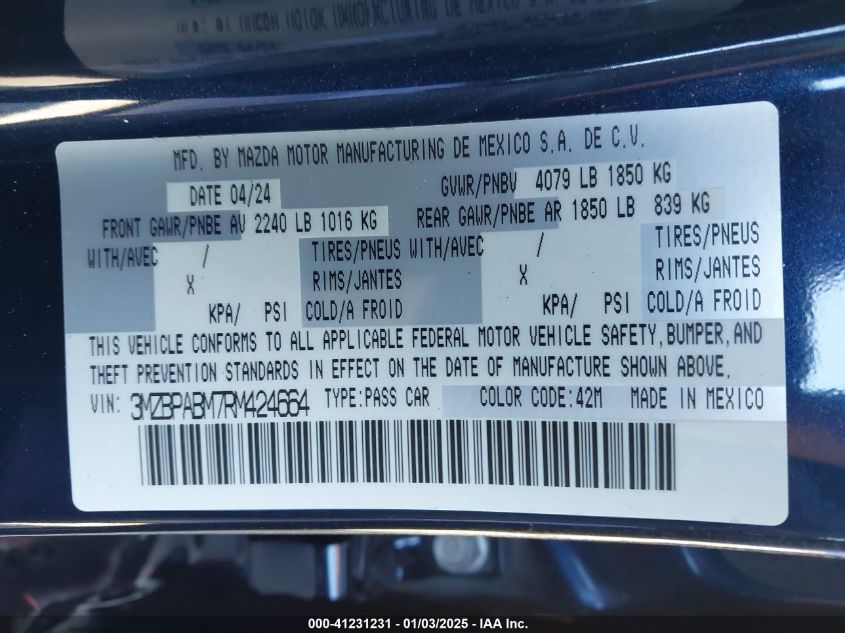 MFD. BY MAZDA MOTOR MANUFACTURING DE MEXICO S.A. DE C.V.
DATE 04/24 GVWR/PNBV 4079 LB 1850 KG
FRONT GAWR/PNBE AV 2240 LB 1016 KG REAR GAWR/PNBE AR 1850 LB 839 KG
WITH/AVEC / TIRES/PNEUS WITH/AVEC / TIRES/PNEUS
X RIMS/JANTES X RIMS/JANTES
KPA/ PSI COLD/A FROID KPA/ PSI COLD/A FROID
THIS VEHICLE CONFORMS TO ALL APPLICABLE FEDERAL MOTOR VEHICLE SAFETY, BUMPER, AND
THEFT PREVENTION STANDARDS IN EFFECT ON THE DATE OF MANUFACTURE SHOWN ABOVE.
VIN: 3MZBPABM7RM424664 TYPE:PASS CAR COLOR CODE:42M MADE IN MEXICO
000-41231231 - 01/03/2025 - IAA Inc.